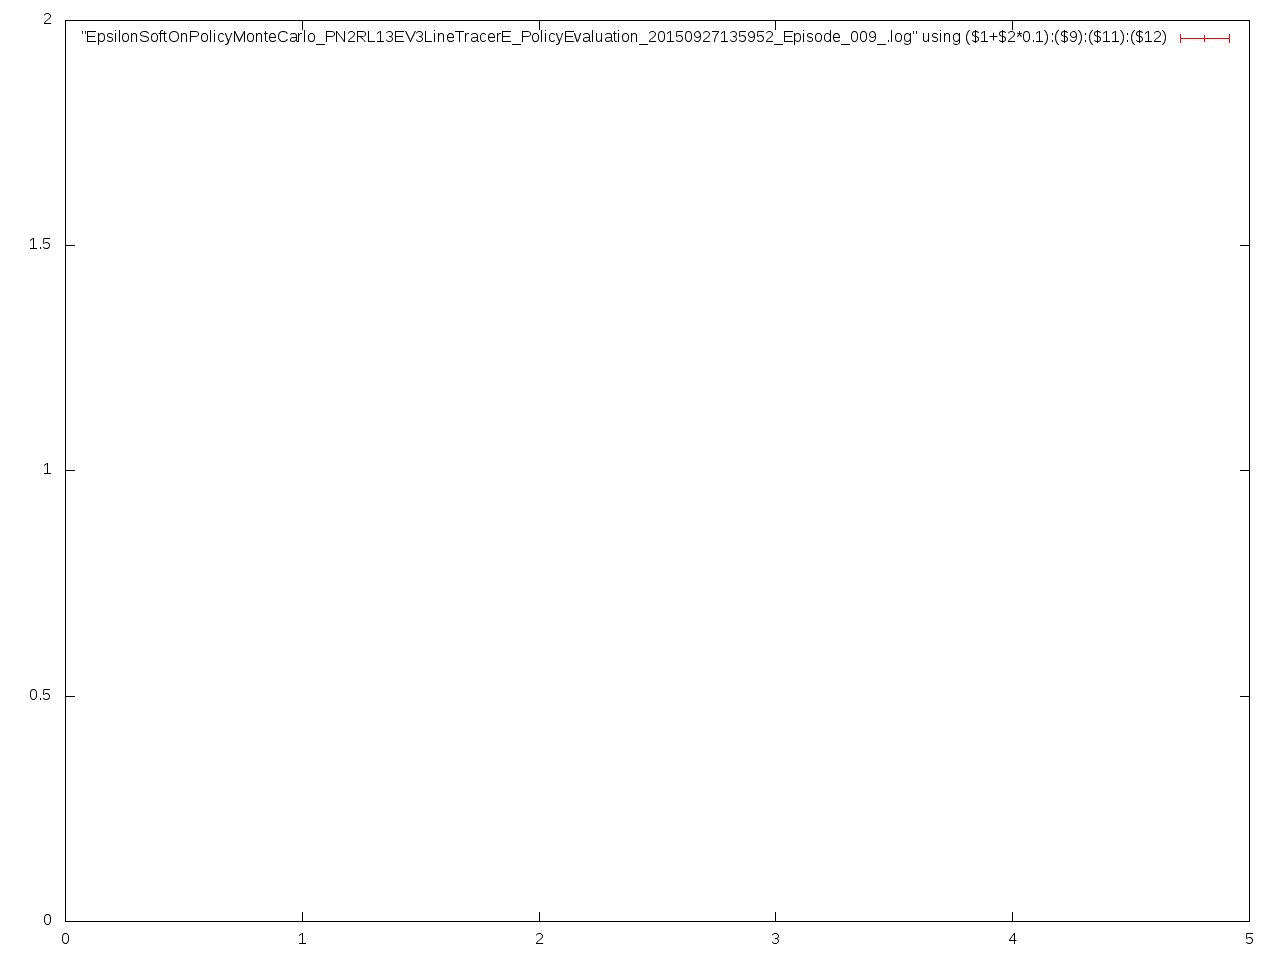 2
"EpsilonSoftOnPolicyMonteCarlo_PN2RL13EV3LineTracerE_PolicyEvaluation_20150927135952_Episode_009_.log" using ($1+$2*0.1):($9):($11):($12)
1.5
1
0.5
0
0 1 2 3 4 5